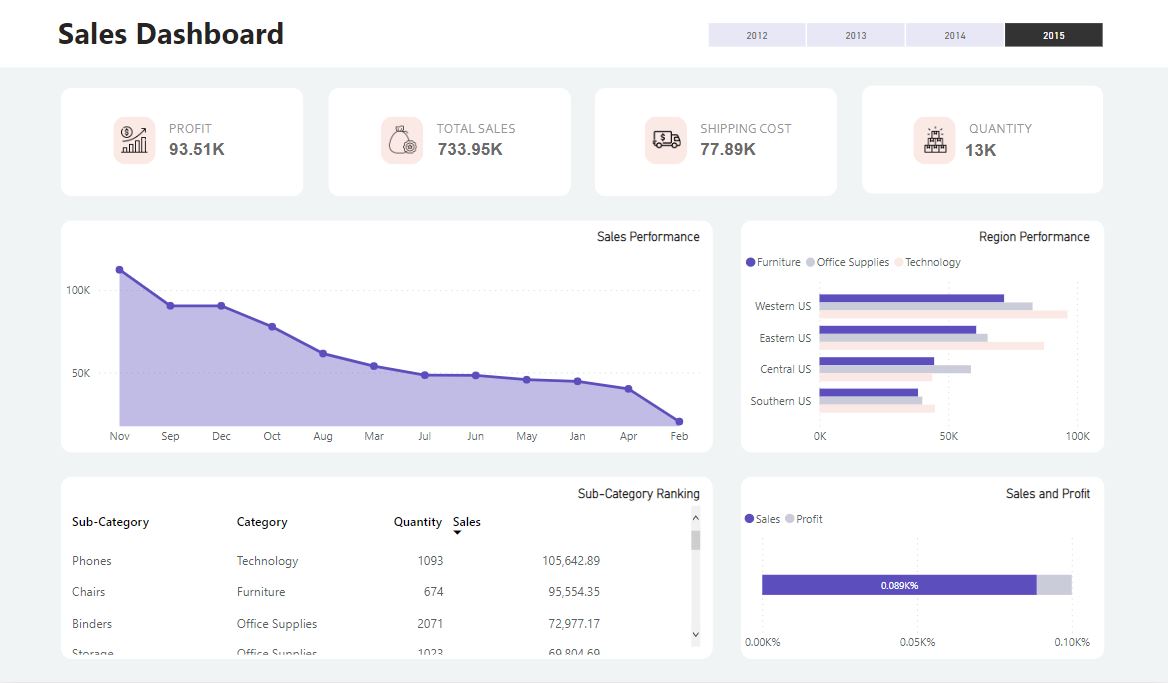 Sales Dashboard
2012 2013 2014 2015
PROFIT
93.51K
TOTAL SALES
733.95K
SHIPPING COST
77.89K
QUANTITY
13K
Sales Performance
100K
50K
Nov Sep Dec Oct Aug Mar Jul Jun May Jan Apr Feb
Region Performance
Furniture Office Supplies Technology
Western US
Eastern US
Central US
Southern US
0K 50K 100K
Sub-Category Ranking
Sub-Category Category Quantity Sales
Phones Technology 1093 105,642.89
Chairs Furniture 674 95,554.35
Binders Office Supplies 2071 72,977.17
Storage Office Supplies 1023 69,804.69
Sales and Profit
Sales Profit
0.089K%
0.00K% 0.05K% 0.10K%